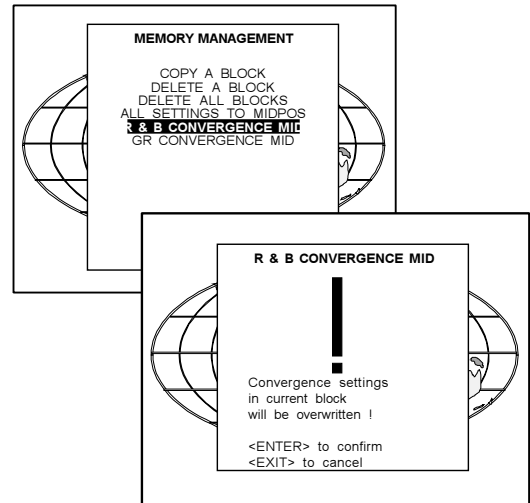 MEMORY MANAGEMENT
COPY A BLOCK
DELETE A BLOCK
DELETE ALL BLOCKS
ALL SETTINGS TO MIDPOS
R & B CONVERGENCE MID
GR CONVERGENCE MID
R & B CONVERGENCE MID
!
Convergence settings
in current block
will be overwritten !
<ENTER> to confirm
<EXIT> to cancel